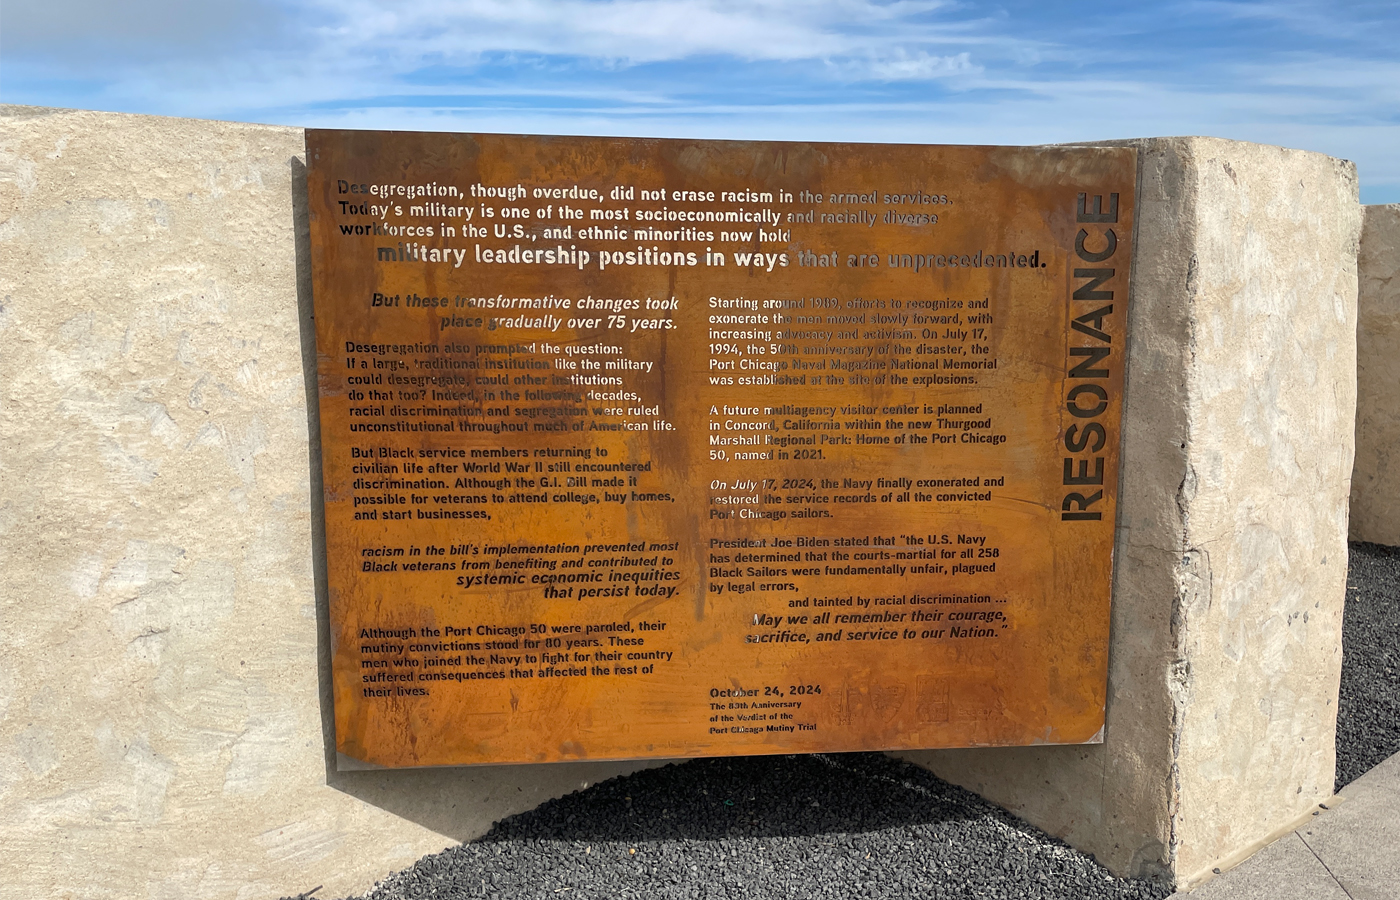 Desegregation, though overdue, did not erase racism in the armed services.
Today's military is one of the most socioeconomically and racially diverse
workforces in the U.S., and ethnic minorities now hold
military leadership positions in ways that are unprecedented.
But these transformative changes took
place gradually over 75 years.
Desegregation also prompted the question:
If a large, traditional institution like the military
could desegregate, could other institutions
do that too? Indeed, in the following decades,
racial discrimination and segregation were ruled
unconstitutional throughout much of American life.
But Black service members returning to
civilian life after World War II still encountered
discrimination. Although the G.I. Bill made it
possible for veterans to attend college, buy homes,
and start businesses,
racism in the bill's implementation prevented most
Black veterans from benefiting and contributed to
systemic economic inequities
that persist today.
Although the Port Chicago 50 were paroled, their
mutiny convictions stood for 80 years. These
men who joined the Navy to fight for their country
suffered consequences that affected the rest of
their lives.
Starting around 1989, efforts to recognize and
exonerate the men moved slowly forward, with
increasing advocacy and activism. On July 17,
1994, the 50th anniversary of the disaster, the
Port Chicago Naval Magazine National Memorial
was established at the site of the explosions.
A future multiagency visitor center is planned
in Concord, California within the new Thurgood
Marshall Regional Park: Home of the Port Chicago
50, named in 2021.
On July 17, 2024, the Navy finally exonerated and
restored the service records of all the convicted
Port Chicago sailors.
President Joe Biden stated that “the U.S. Navy
has determined that the courts-martial for all 258
Black Sailors were fundamentally unfair, plagued
by legal errors,
and tainted by racial discrimination ...
May we all remember their courage,
sacrifice, and service to our Nation.”
October 24, 2024
The 80th Anniversary
of the Verdict of the
Port Chicago Mutiny Trial
RESONANCE